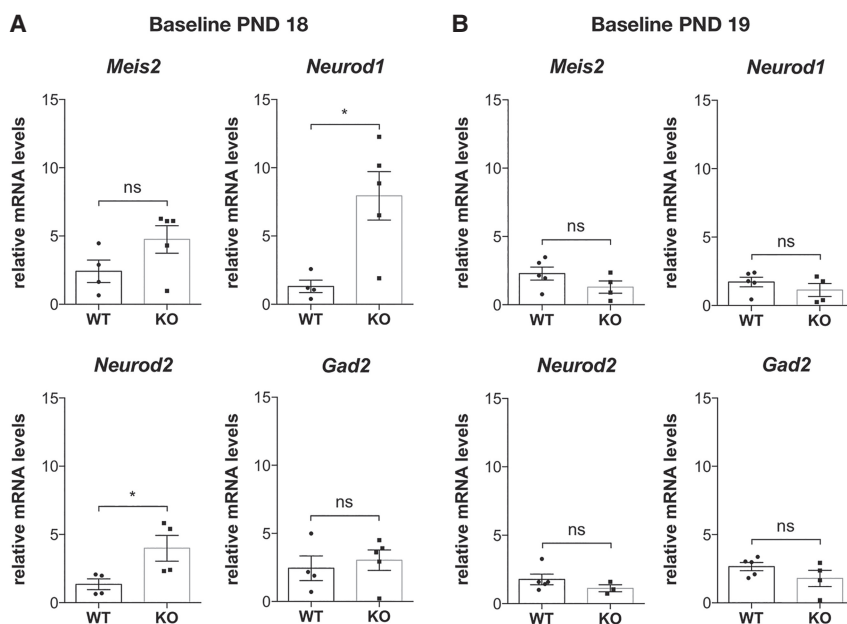 A Baseline PND 18
B Baseline PND 19
Meis2
Neurod1
Meis2
Neurod1
relative mRNA levels
15
10
5
0
ns
WT KO
relative mRNA levels
15
10
5
0
*
WT KO
relative mRNA levels
15
10
5
0
ns
WT KO
relative mRNA levels
15
10
5
0
ns
WT KO
Neurod2
Gad2
Neurod2
Gad2
relative mRNA levels
15
10
5
0
*
WT KO
relative mRNA levels
15
10
5
0
ns
WT KO
relative mRNA levels
15
10
5
0
ns
WT KO
relative mRNA levels
15
10
5
0
ns
WT KO